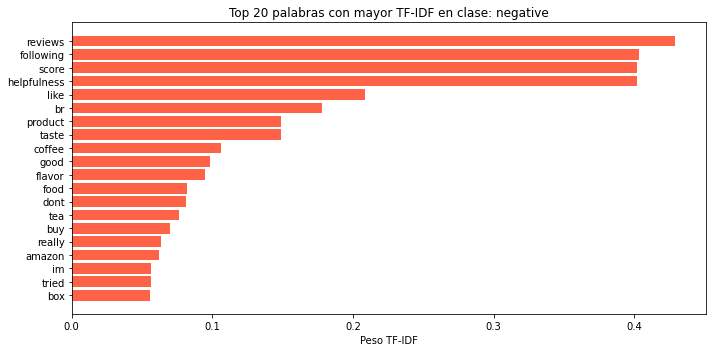 Top 20 palabras con mayor TF-IDF en clase: negative
reviews
following
score
helpfulness
like
br
product
taste
coffee
good
flavor
food
dont
tea
buy
really
amazon
im
tried
box
0.0 0.1 0.2 0.3 0.4
Peso TF-IDF